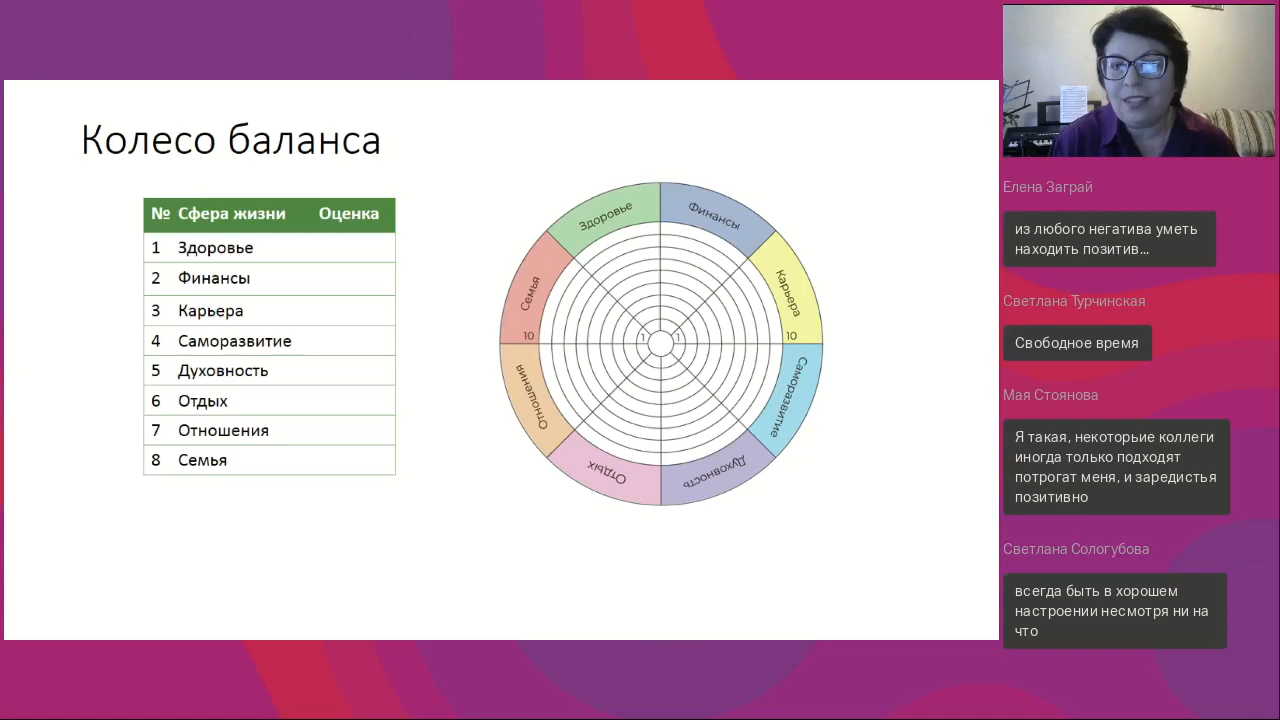 Колесо баланса
№ Сфера жизни Оценка
1 Здоровье
2 Финансы
3 Карьера
4 Саморазвитие
5 Духовность
6 Отдых
7 Отношения
8 Семья
Здоровье
Финансы
Карьера
Саморазвитие
Духовность
Отдых
Отношения
Семья
10
1
1
10
Елена Заграй
из любого негатива уметь
находить позитив...
Светлана Турчинская
Свободное время
Мая Стоянова
Я такая, некоторьие коллеги
иногда только подходят
потрогат меня, и заредистья
позитивно
Светлана Сологубова
всегда быть в хорошем
настроении несмотря ни на
что